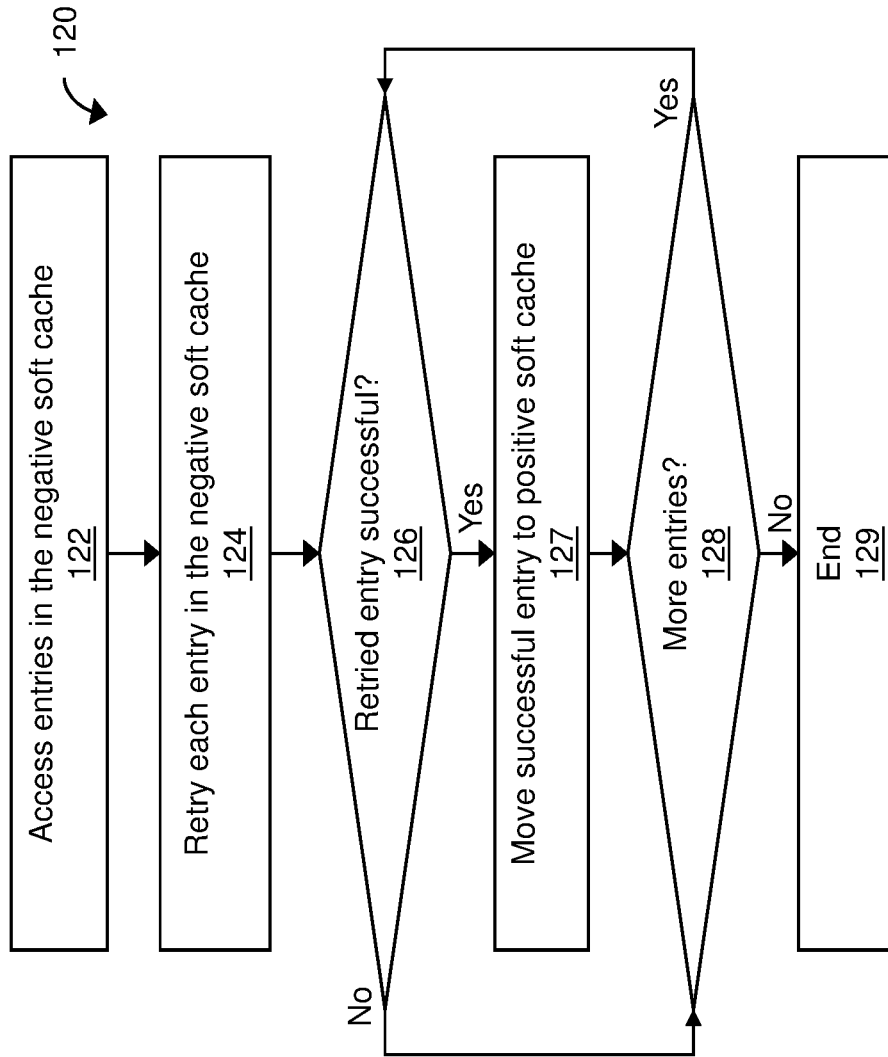 120
Access entries in the negative soft cache
122
Retry each entry in the negative soft cache
124
Retried entry successful?
126
No
Yes
Move successful entry to positive soft cache
127
More entries?
128
Yes
No
End
129